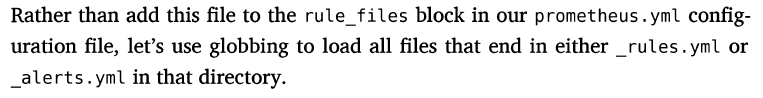 Rather than add this file to the rule_files block in our prometheus.yml config-
uration file, let’s use globbing to load all files that end in either _rules.yml or
_alerts.yml in that directory.